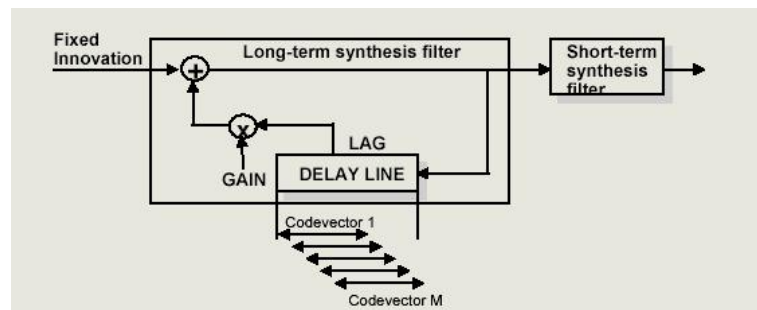 Fixed
Innovation
Long-term synthesis filter
Short-term
synthesis
filter
+
x
LAG
GAIN
DELAY LINE
Codevector 1
Codevector M